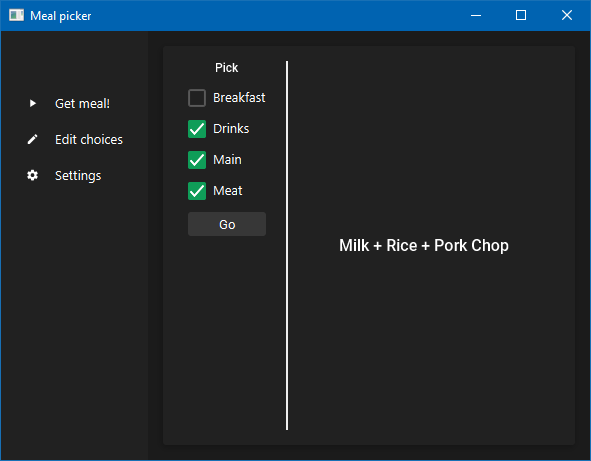 Meal picker
Get meal!
Edit choices
Settings
Pick
Breakfast
Drinks
Main
Meat
Go
Milk + Rice + Pork Chop